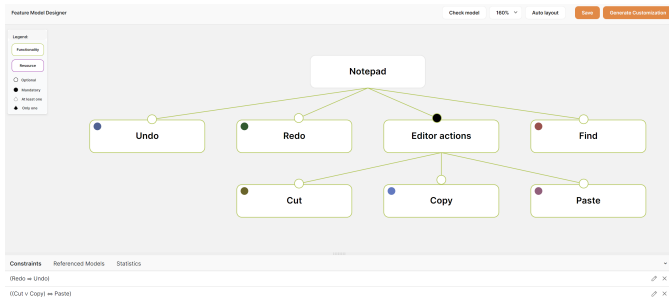 Feature Model Designer
Check model
160%
Auto layout
Save
Generate Customization
Legend:
Functionality
Resource
Optional
Mandatory
At least one
Only one
Notepad
Undo
Redo
Editor actions
Find
Cut
Copy
Paste
Constraints
Referenced Models
Statistics
(Redo ⇒ Undo)
((Cut ∨ Copy) ⇔ Paste)